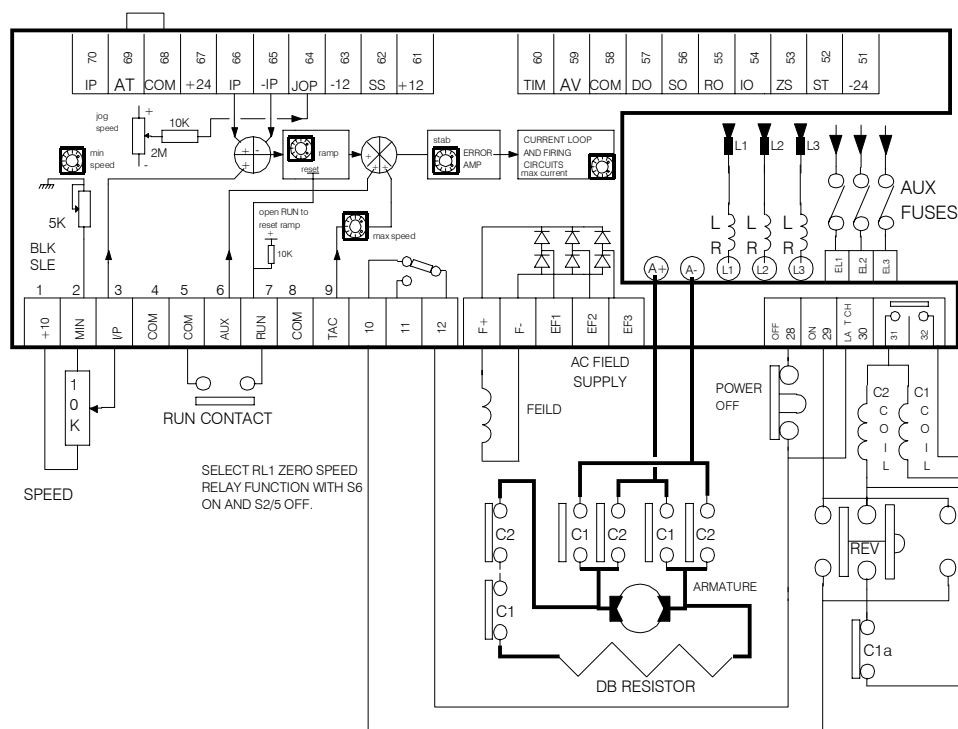 70 69 68 67 66 65 64 63 62 61
IP AT COM +24 IP -IP JOP -12 SS +12
60 59 58 57 56 55 54 53 52 51
TIM AV COM DO SO RO IO ZS ST -24
jog speed
+
10K
2M
-
min speed
5K
BLK
SLE
+ - +
ramp
reset
open RUN to
reset ramp
+
10K
+ + -
max speed
stab
ERROR
AMP
CURRENT LOOP
AND FIRING
CIRCUITS
max current
L1 L2 L3
L R L R L R
L1 L2 L3
AUX
FUSES
EL1 EL2 EL3
A+ A-
1 2 3 4 5 6 7 8 9
+10 MIN I/P COM COM AUX RUN COM TAC 10 11 12
F+ F- EF1 EF2 EF3
OFF 28 ON 29 LATCH 30 31 32
AC FIELD
SUPPLY
10K
SPEED
RUN CONTACT
FEILD
SELECT RL1 ZERO SPEED
RELAY FUNCTION WITH S6
ON AND S2/5 OFF.
POWER
OFF
C2 COIL
C1 COIL
C2
C1
C1 C2 C1 C2
ARMATURE
DB RESISTOR
REV
C1a